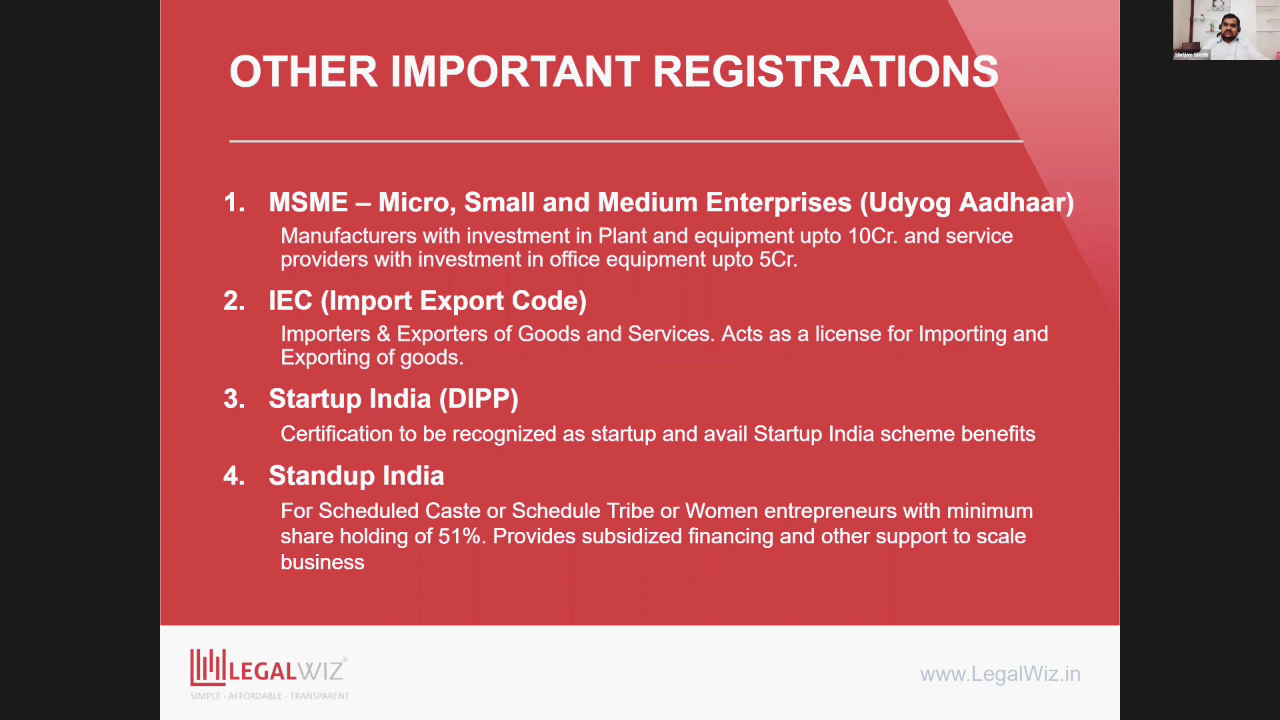 OTHER IMPORTANT REGISTRATIONS
1. MSME – Micro, Small and Medium Enterprises (Udyog Aadhaar)
Manufacturers with investment in Plant and equipment upto 10Cr. and service
providers with investment in office equipment upto 5Cr.
2. IEC (Import Export Code)
Importers & Exporters of Goods and Services. Acts as a license for Importing and
Exporting of goods.
3. Startup India (DIPP)
Certification to be recognized as startup and avail Startup India scheme benefits
4. Standup India
For Scheduled Caste or Schedule Tribe or Women entrepreneurs with minimum
share holding of 51%. Provides subsidized financing and other support to scale
business
LEGALWIZ®
SIMPLE - AFFORDABLE - TRANSPARENT
www.LegalWiz.in